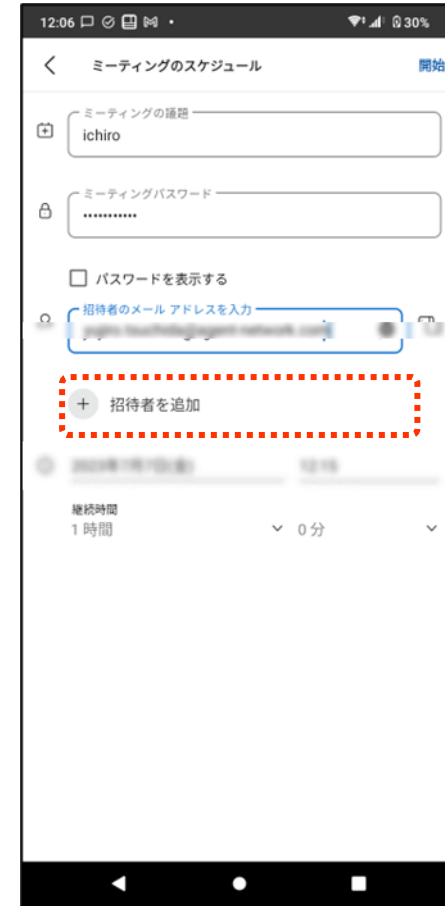 12:06 30%
ミーティングのスケジュール 開始
ミーティングの議題
ichiro
ミーティングパスワード
•••••••••••
パスワードを表示する
招待者のメール アドレスを入力
+ 招待者を追加
継続時間
1 時間 0 分